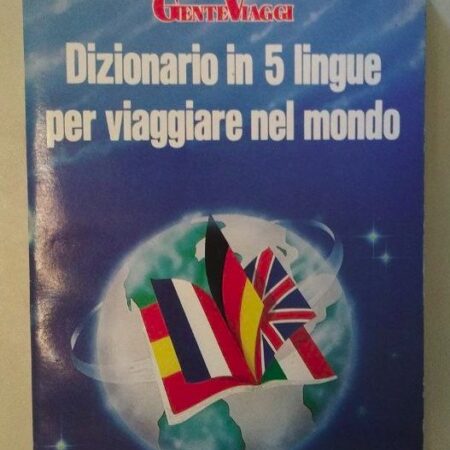 GENTEVIAGGI
Dizionario in 5 lingue
per viaggiare nel mondo